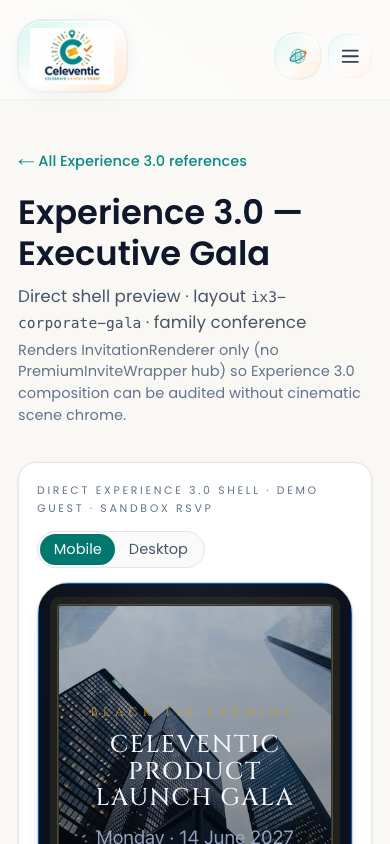 Celeventic
← All Experience 3.0 references
Experience 3.0 —
Executive Gala
Direct shell preview · layout ix3-
corporate-gala · family conference
Renders InvitationRenderer only (no
PremiumInviteWrapper hub) so Experience 3.0
composition can be audited without cinematic
scene chrome.
DIRECT EXPERIENCE 3.0 SHELL · DEMO
GUEST · SANDBOX RSVP
Mobile
Desktop
CELEVENTIC
PRODUCT
LAUNCH GALA
Monday · 14 June 2027